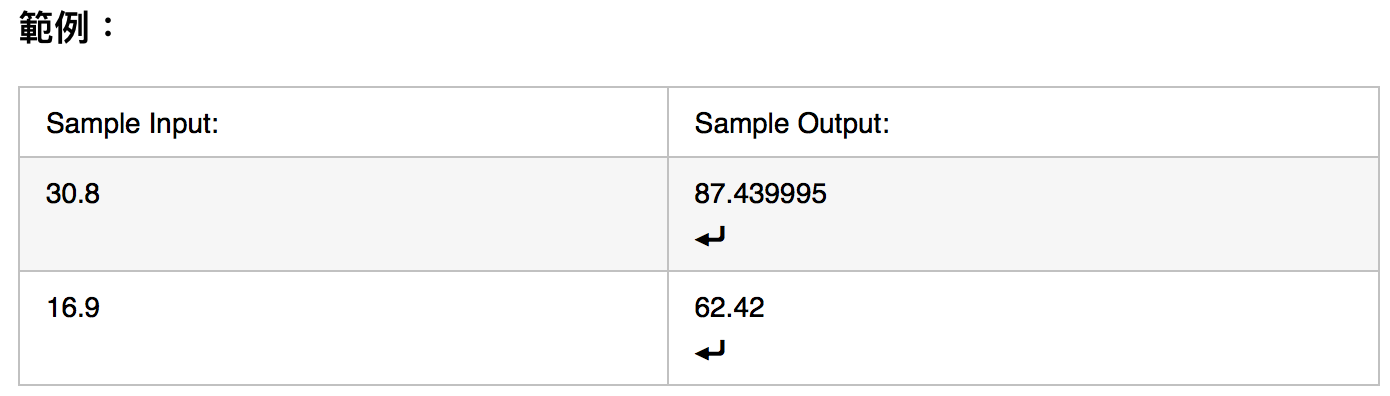 範例：
Sample Input:
Sample Output:
30.8
87.439995
↵
16.9
62.42
↵